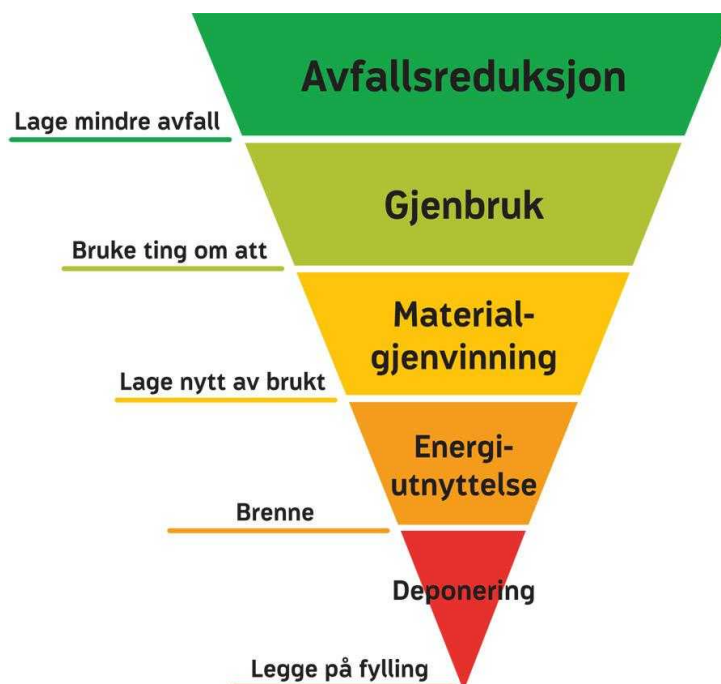 Avfallsreduksjon
Lage mindre avfall
Gjenbruk
Bruke ting om att
Material-
gjenvinning
Lage nytt av brukt
Energi-
utnyttelse
Brenne
Deponering
Legge på fylling